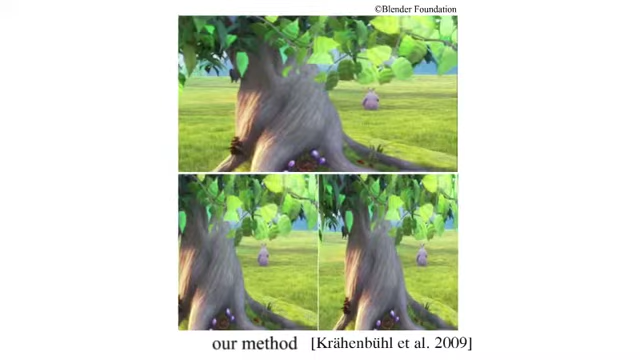 ©Blender Foundation
our method
[Krähenbühl et al. 2009]